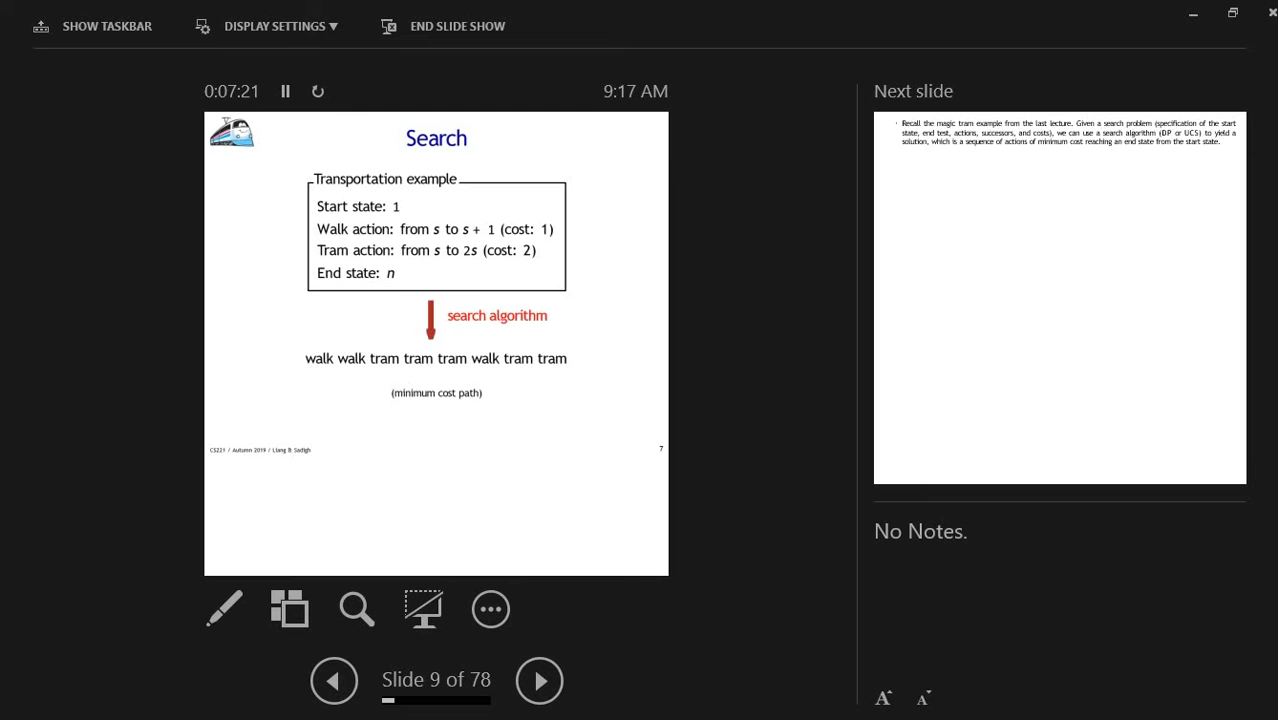 SHOW TASKBAR DISPLAY SETTINGS ▼ END SLIDE SHOW
0:07:21 9:17 AM
Search
Transportation example
Start state: 1
Walk action: from s to s + 1 (cost: 1)
Tram action: from s to 2s (cost: 2)
End state: n
search algorithm
walk walk tram tram tram walk tram tram
(minimum cost path)
CS221 / Autumn 2019 / Liang & Sadigh 7
Slide 9 of 78
Next slide
· Recall the magic tram example from the last lecture. Given a search problem (specification of the start
state, end test, actions, successors, and costs), we can use a search algorithm (DP or UCS) to yield a
solution, which is a sequence of actions of minimum cost reaching an end state from the start state.
No Notes.
A A